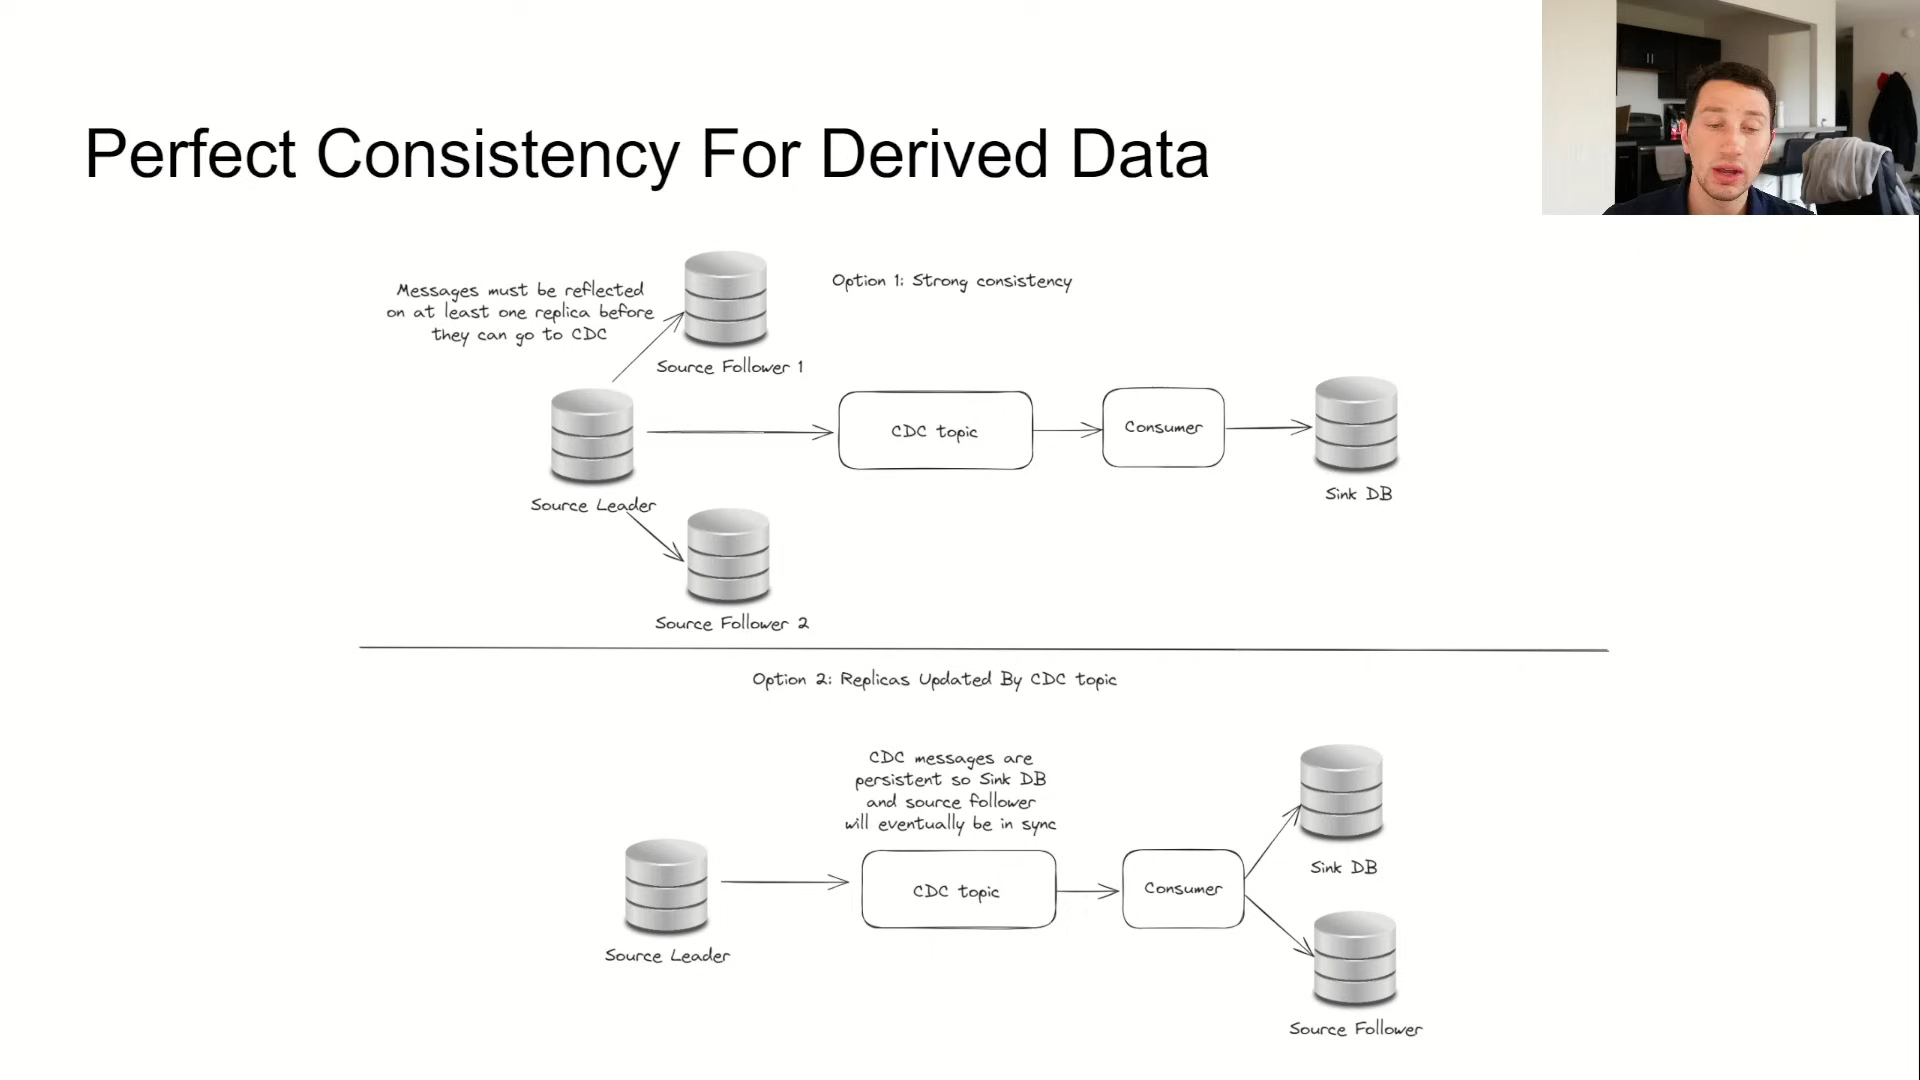 Perfect Consistency For Derived Data
Messages must be reflected
on at least one replica before
they can go to CDC
Option 1: Strong consistency
Source Follower 1
CDC topic
Consumer
Sink DB
Source Leader
Source Follower 2
Option 2: Replicas Updated By CDC topic
CDC messages are
persistent so Sink DB
and source follower
will eventually be in sync
Sink DB
CDC topic
Consumer
Source Leader
Source Follower